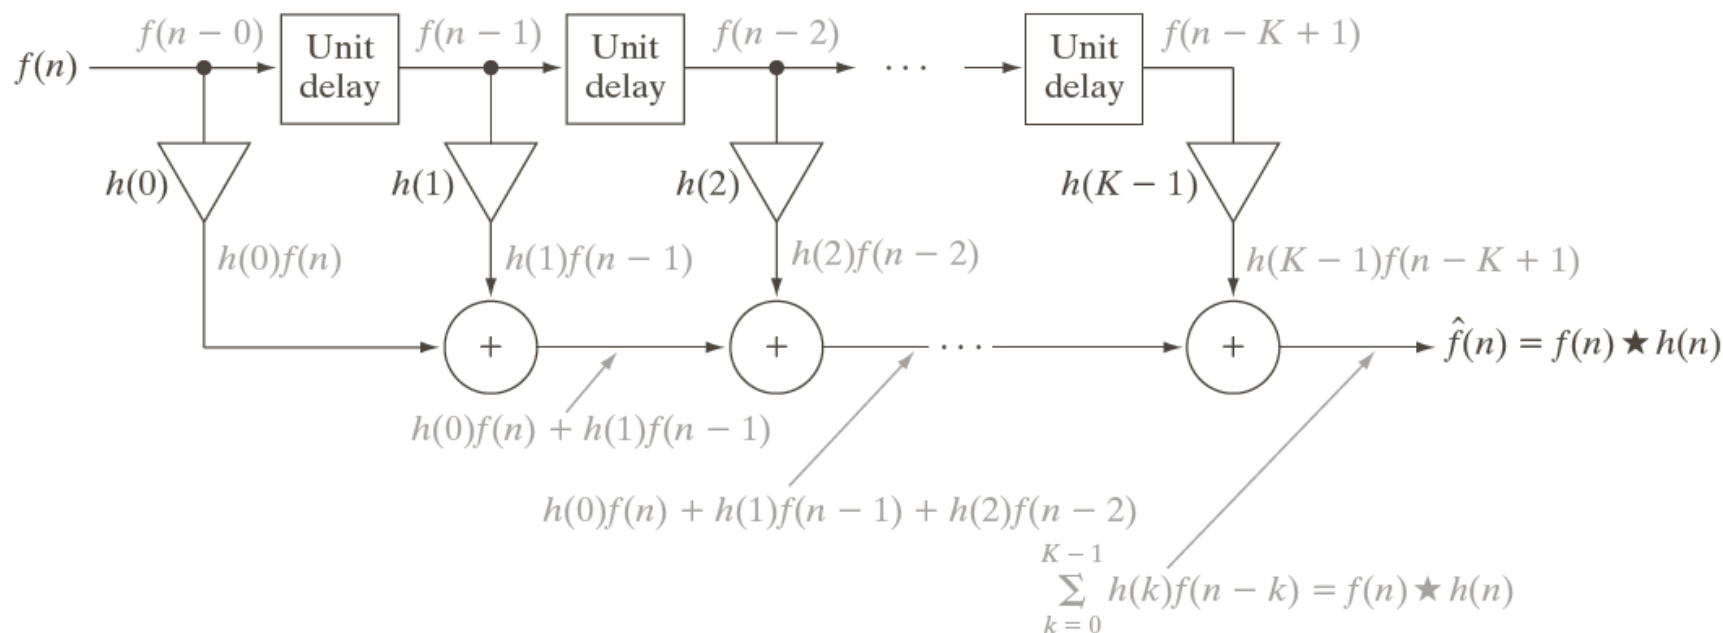 f(n − 0) f(n − 1) f(n − 2) f(n − K + 1)
f(n) Unit delay Unit delay ··· Unit delay
h(0) h(1) h(2) h(K − 1)
h(0)f(n) h(1)f(n − 1) h(2)f(n − 2) h(K − 1)f(n − K + 1)
+ + ··· + f̂(n) = f(n) ★ h(n)
h(0)f(n) + h(1)f(n − 1)
h(0)f(n) + h(1)f(n − 1) + h(2)f(n − 2)
K − 1
∑ h(k)f(n − k) = f(n) ★ h(n)
k = 0